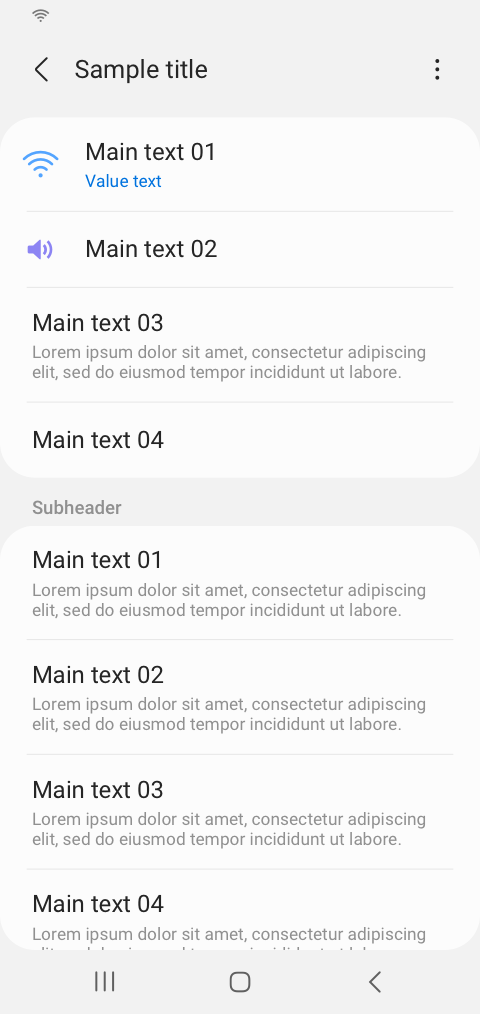 Sample title
Main text 01
Value text
Main text 02
Main text 03
Lorem ipsum dolor sit amet, consectetur adipiscing
elit, sed do eiusmod tempor incididunt ut labore.
Main text 04
Subheader
Main text 01
Lorem ipsum dolor sit amet, consectetur adipiscing
elit, sed do eiusmod tempor incididunt ut labore.
Main text 02
Lorem ipsum dolor sit amet, consectetur adipiscing
elit, sed do eiusmod tempor incididunt ut labore.
Main text 03
Lorem ipsum dolor sit amet, consectetur adipiscing
elit, sed do eiusmod tempor incididunt ut labore.
Main text 04
Lorem ipsum dolor sit amet, consectetur adipiscing